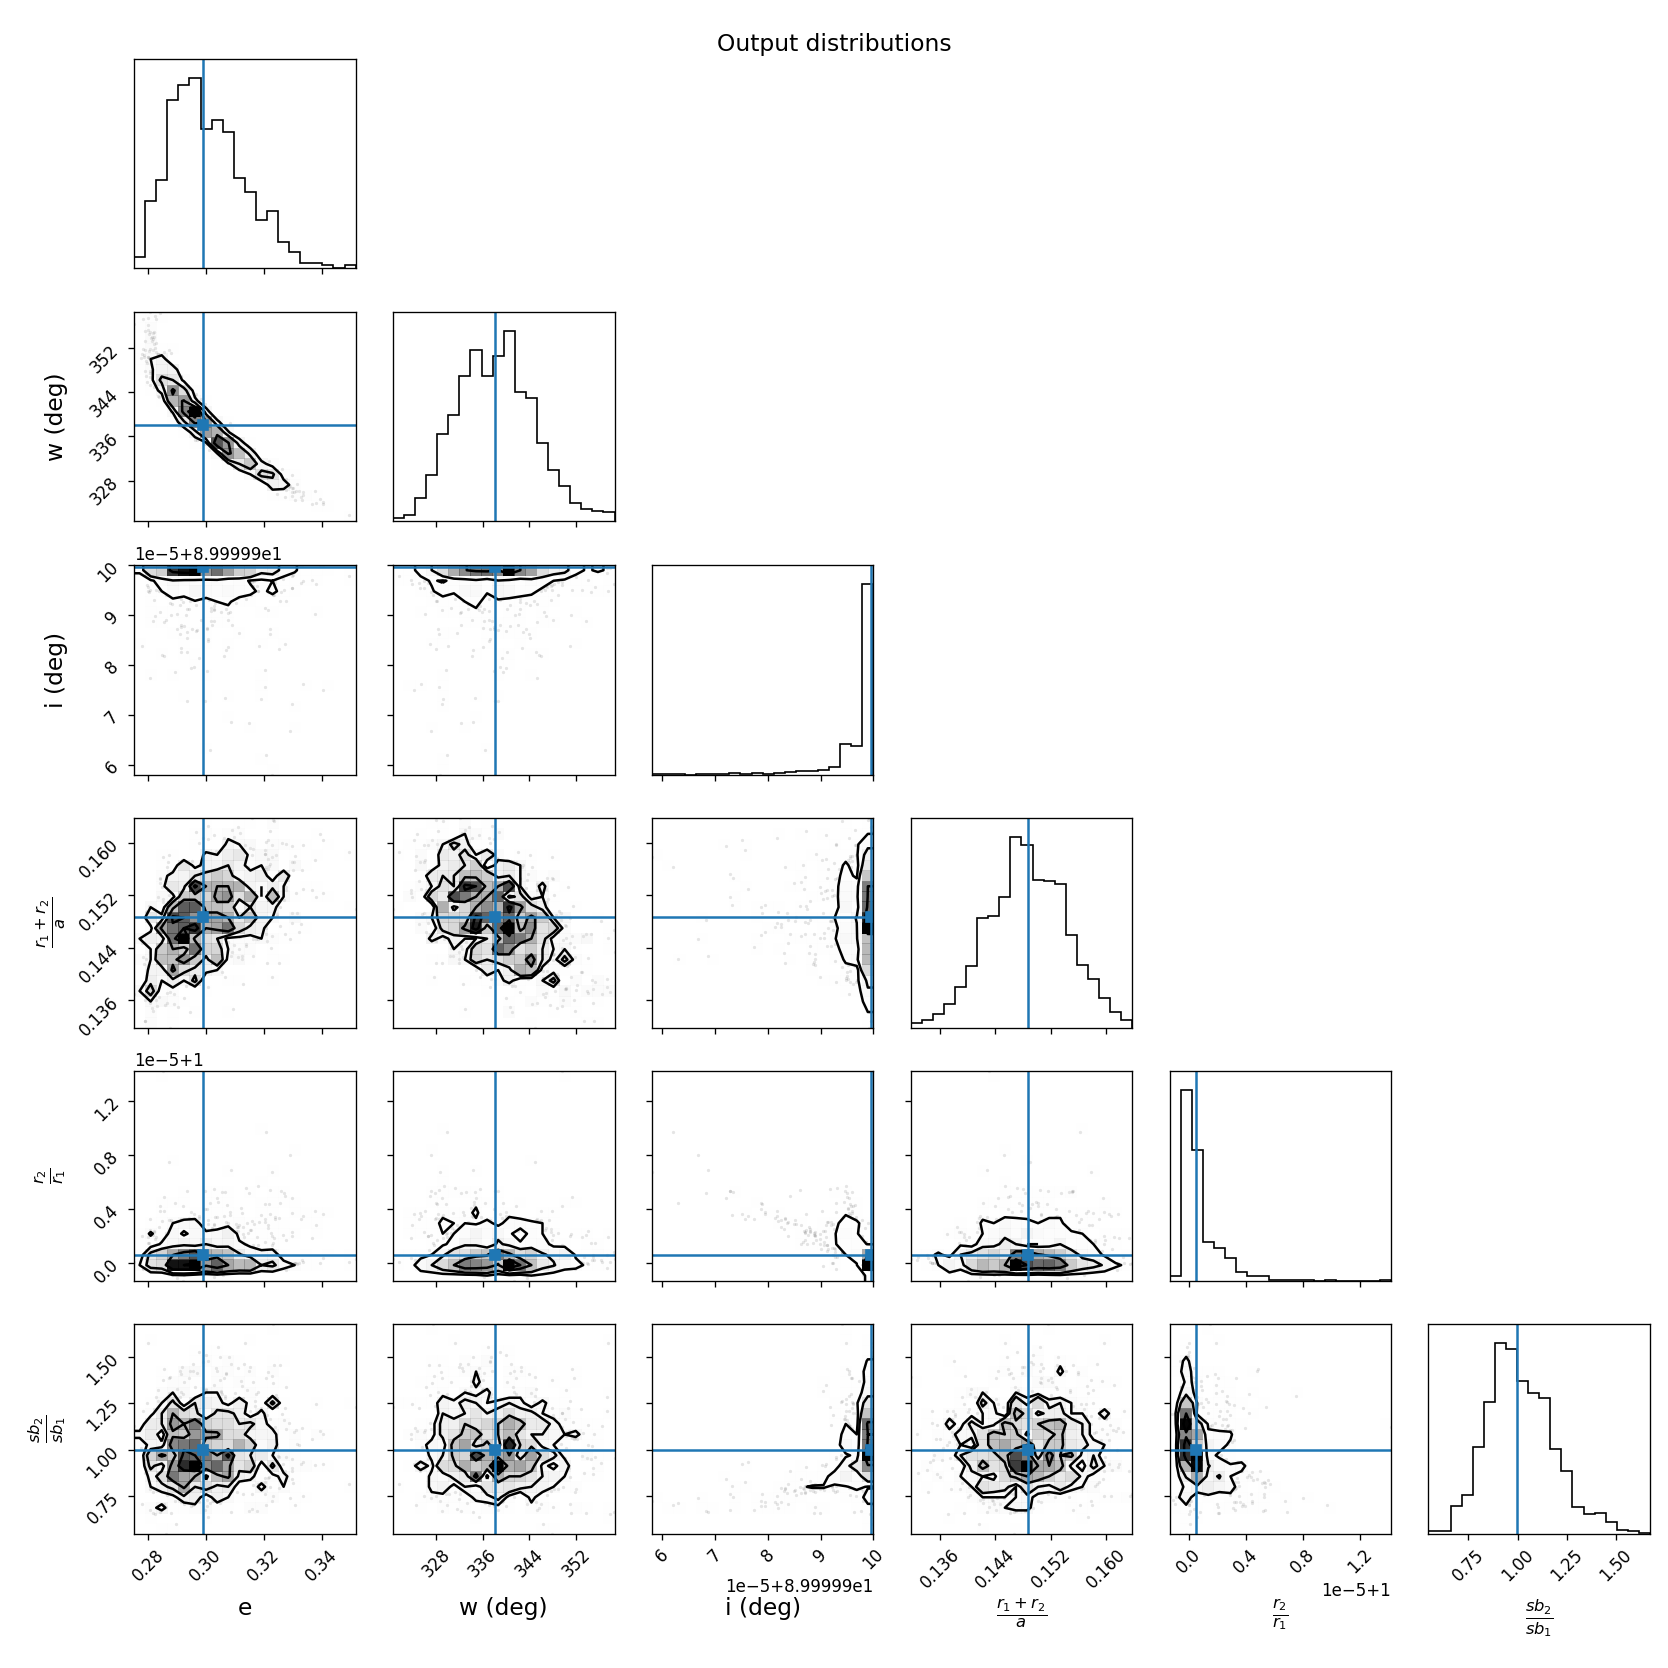 Output distributions
w (deg)
352
344
336
328
1e−5+8.99999e1
i (deg)
10
9
8
7
6
r₁ + r₂
a
0.160
0.152
0.144
0.136
1e−5+1
r₂
r₁
1.2
0.8
0.4
0.0
sb₂
sb₁
1.50
1.25
1.00
0.75
0.28 0.30 0.32 0.34
328 336 344 352
6 7 8 9 10
0.136 0.144 0.152 0.160
0.0 0.4 0.8 1.2
0.75 1.00 1.25 1.50
1e−5+8.99999e1
1e−5+1
e
w (deg)
i (deg)
r₁ + r₂
a
r₂
r₁
sb₂
sb₁